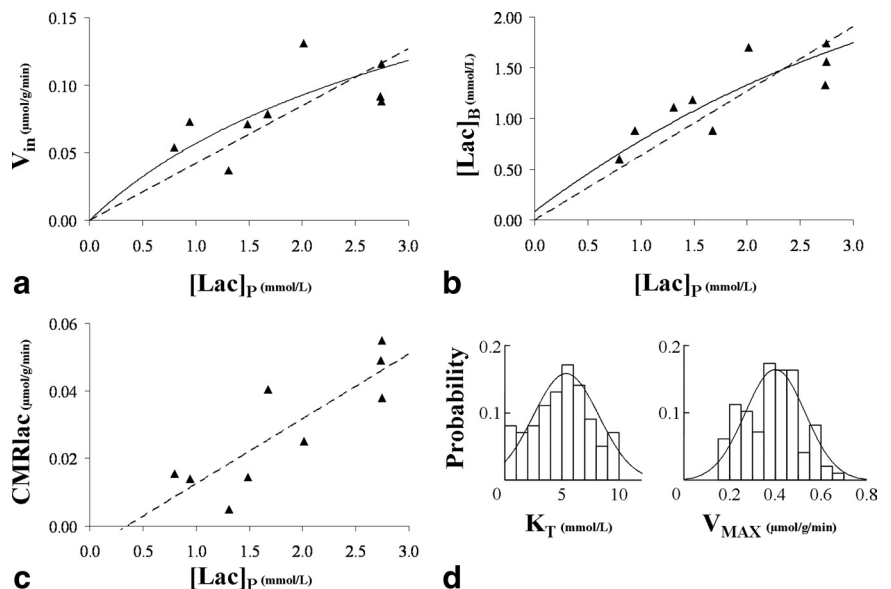 0.15
0.10
0.05
0.00
V_in (μmol/g/min)
0.0 0.5 1.0 1.5 2.0 2.5 3.0
[Lac]_P (mmol/L)
a
2.00
1.50
1.00
0.50
0.00
[Lac]_B (mmol/L)
0.0 0.5 1.0 1.5 2.0 2.5 3.0
[Lac]_P (mmol/L)
b
0.06
0.04
0.02
0.00
CMRlac (μmol/g/min)
0.0 0.5 1.0 1.5 2.0 2.5 3.0
[Lac]_P (mmol/L)
c
Probability
0.2
0.1
0 5 10
K_T (mmol/L)
0.2
0.1
0 0.2 0.4 0.6 0.8
V_MAX (μmol/g/min)
d